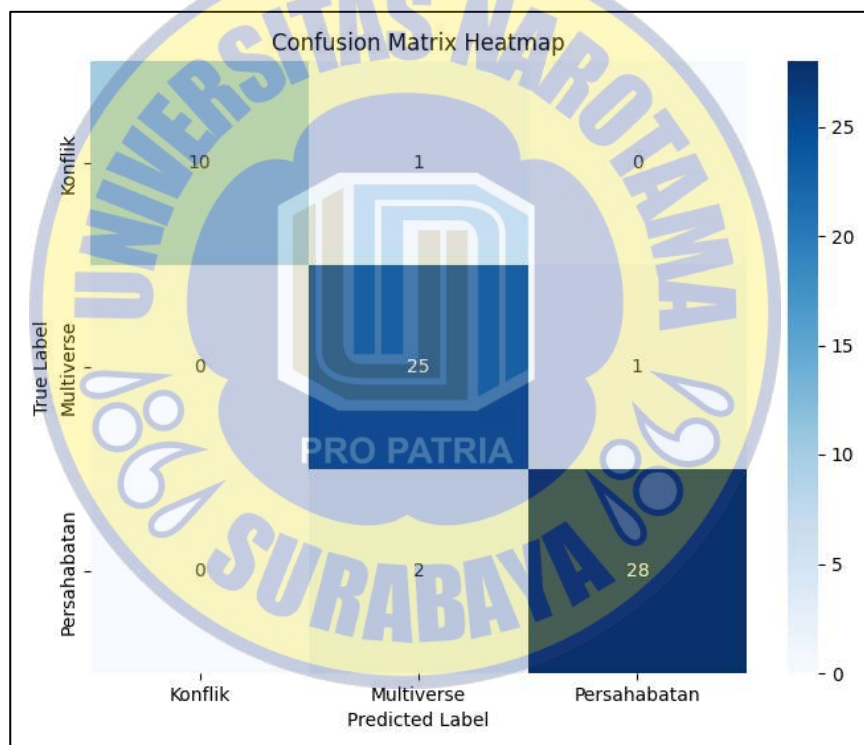 Confusion Matrix Heatmap
UNIVERSITAS NAROTAMA
SURABAYA
PRO PATRIA
True Label
Konflik
10
1
0
Multiverse
0
25
1
Persahabatan
0
2
28
Konflik
Multiverse
Persahabatan
Predicted Label
25
20
15
10
5
0